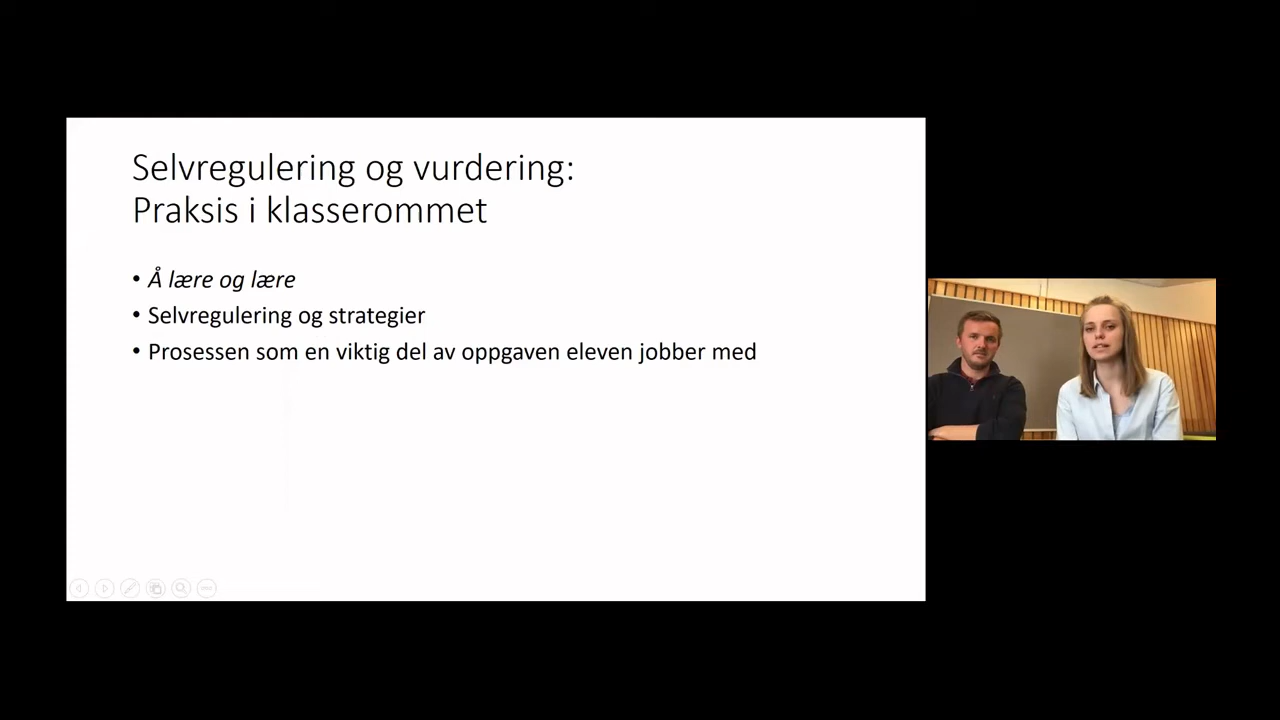 Selvregulering og vurdering:
Praksis i klasserommet
• Å lære og lære
• Selvregulering og strategier
• Prosessen som en viktig del av oppgaven eleven jobber med